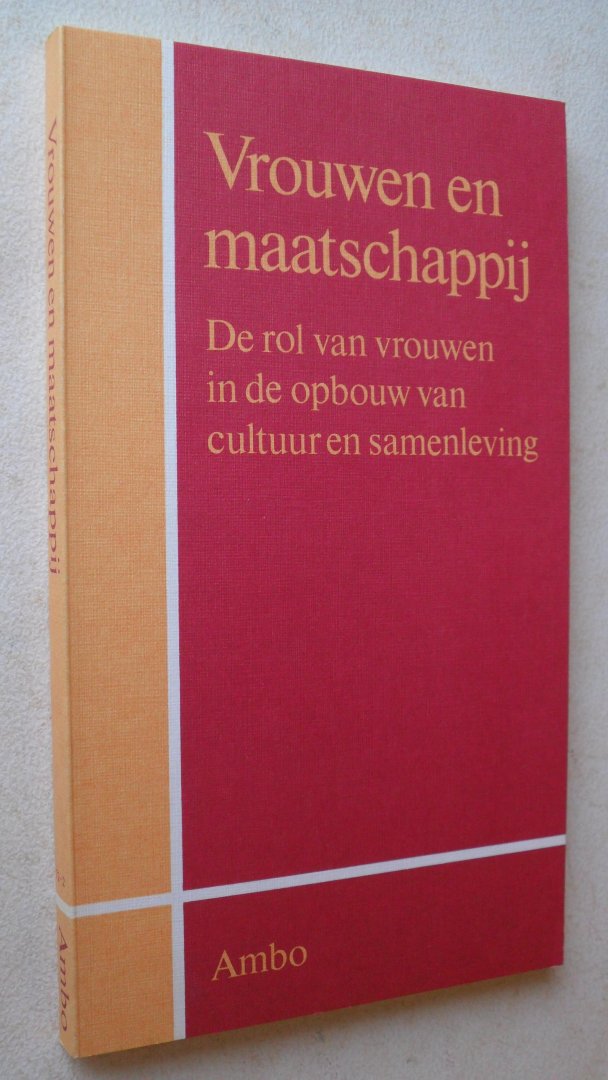 Vrouwen en
maatschappij
De rol van vrouwen
in de opbouw van
cultuur en samenleving
Ambo
Vrouwen en maatschappij
Ambo